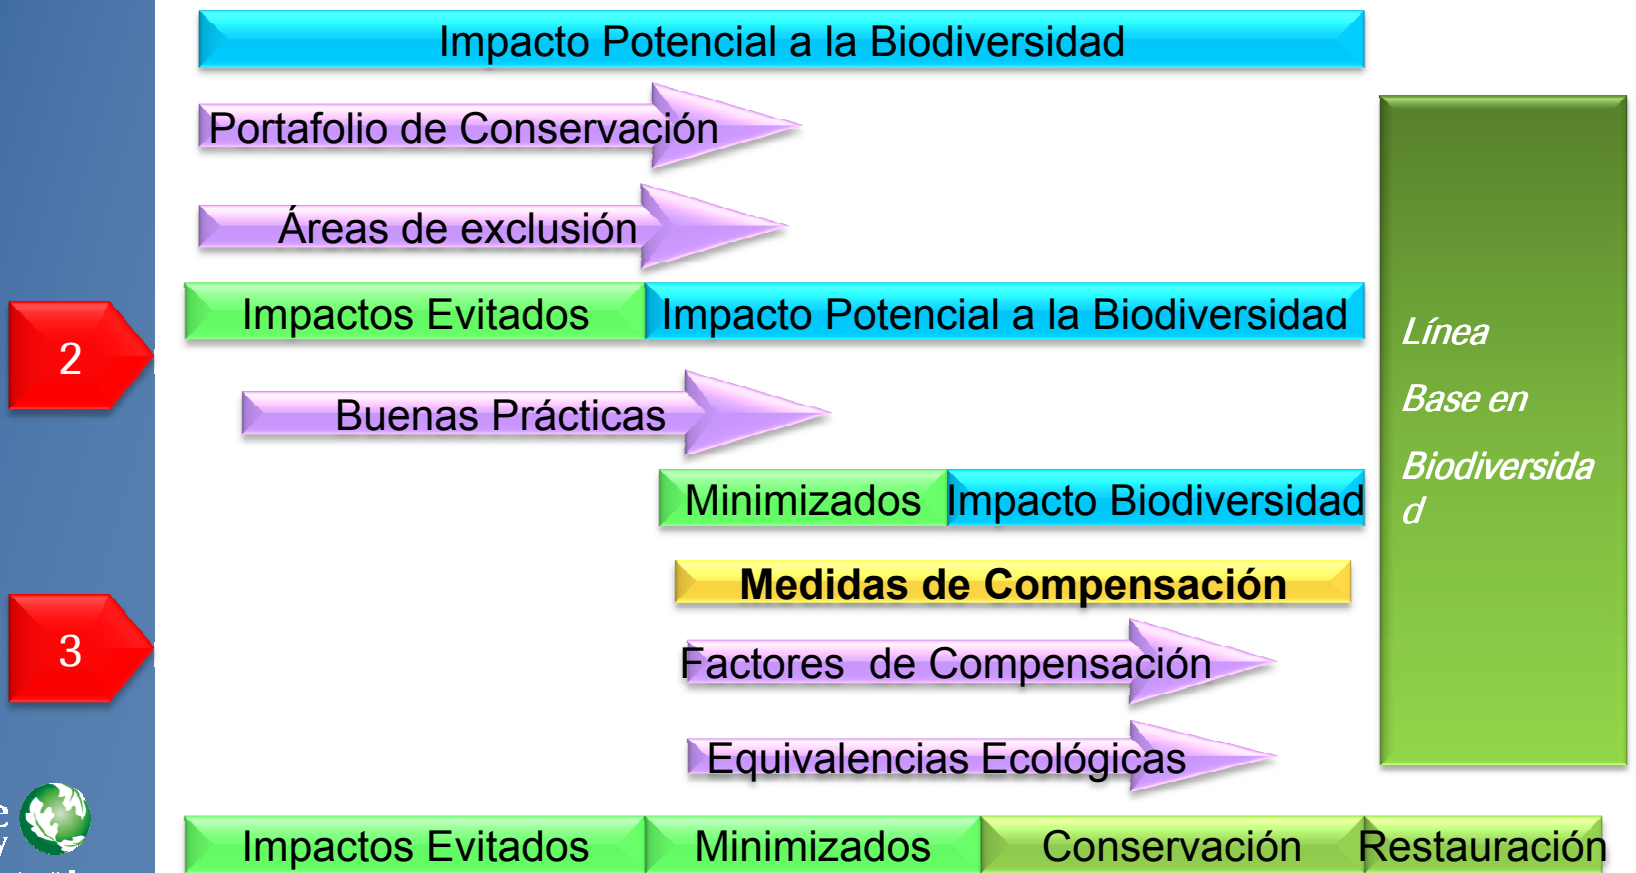 Impacto Potencial a la Biodiversidad
Portafolio de Conservación
Áreas de exclusión
Impactos Evitados
Impacto Potencial a la Biodiversidad
2
Buenas Prácticas
Minimizados
Impacto Biodiversidad
Medidas de Compensación
3
Factores de Compensación
Equivalencias Ecológicas
Impactos Evitados
Minimizados
Conservación
Restauración
Línea
Base en
Biodiversida
d